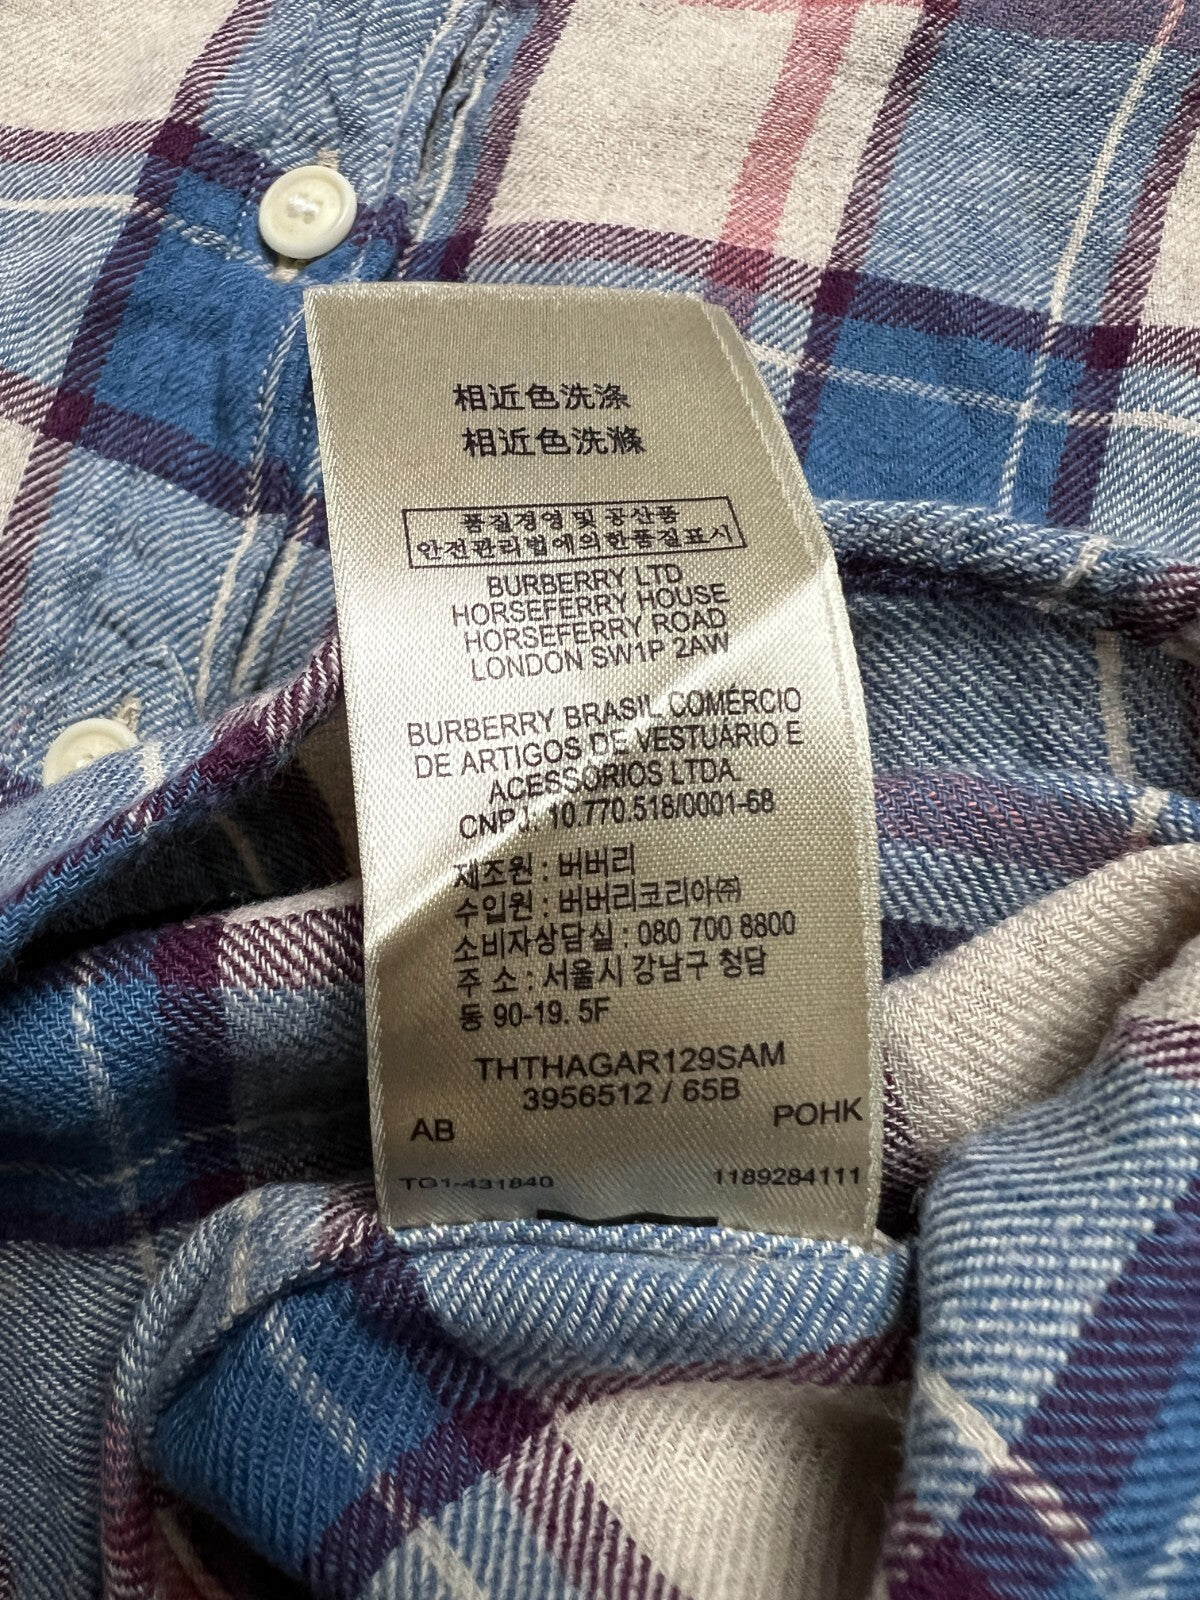 相近色洗涤
相近色洗滌
품질경영 및 공산품
안전관리법에의한품질표시
BURBERRY LTD
HORSEFERRY HOUSE
HORSEFERRY ROAD
LONDON SW1P 2AW
BURBERRY BRASIL COMÉRCIO
DE ARTIGOS DE VESTUÁRIO E
ACESSORIOS LTDA.
CNPJ: 10.770.518/0001-68
제조원 : 버버리
수입원 : 버버리코리아㈜
소비자상담실 : 080 700 8800
주 소 : 서울시 강남구 청담
동 90-19. 5F
THTHAGAR129SAM
3956512 / 65B
AB POHK
TG1-431840 1189284111